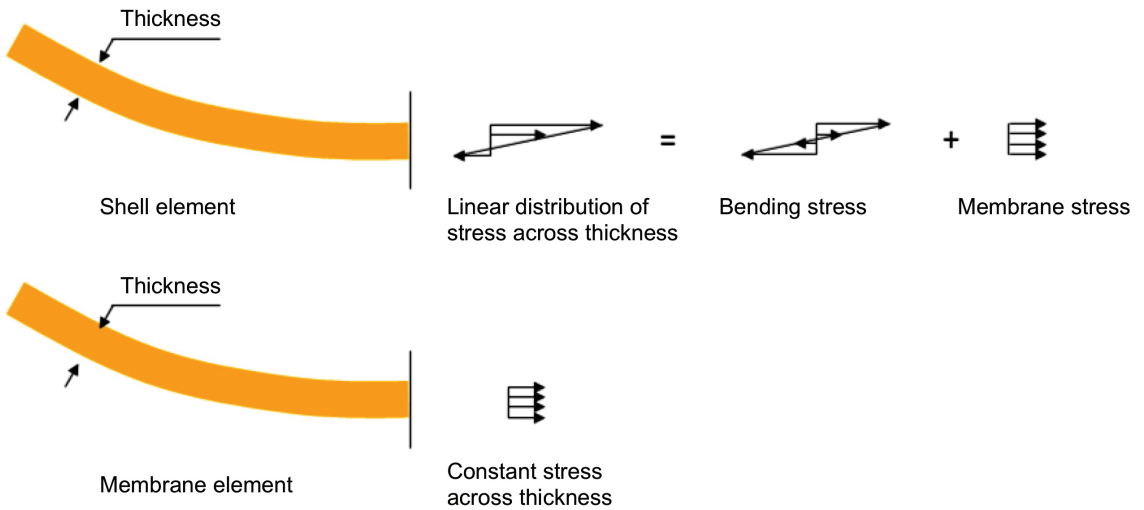 Thickness
=
+
Shell element
Linear distribution of
stress across thickness
Bending stress
Membrane stress
Thickness
Membrane element
Constant stress
across thickness